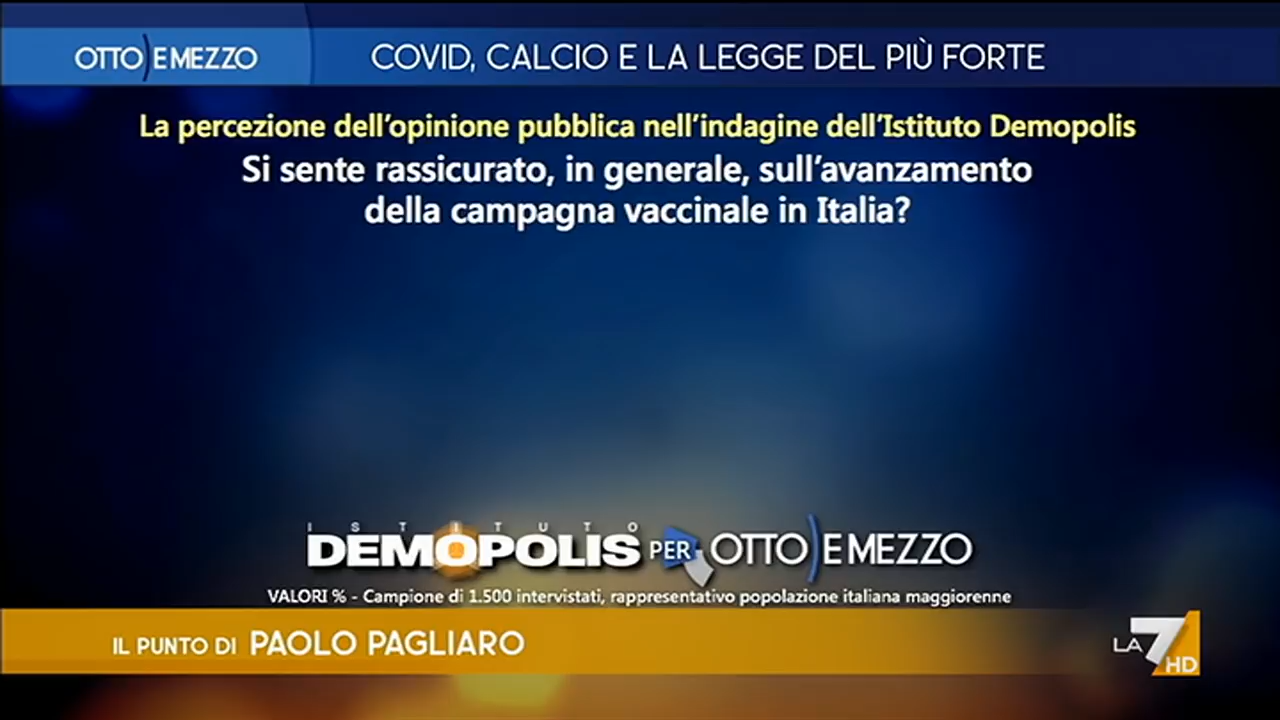 OTTO E MEZZO
COVID, CALCIO E LA LEGGE DEL PIÙ FORTE
La percezione dell'opinione pubblica nell'indagine dell'Istituto Demopolis
Si sente rassicurato, in generale, sull'avanzamento
della campagna vaccinale in Italia?
ISTITUTO
DEMOPOLIS PER OTTO E MEZZO
VALORI % - Campione di 1.500 intervistati, rappresentativo popolazione italiana maggiorenne
IL PUNTO DI PAOLO PAGLIARO
LA7 HD